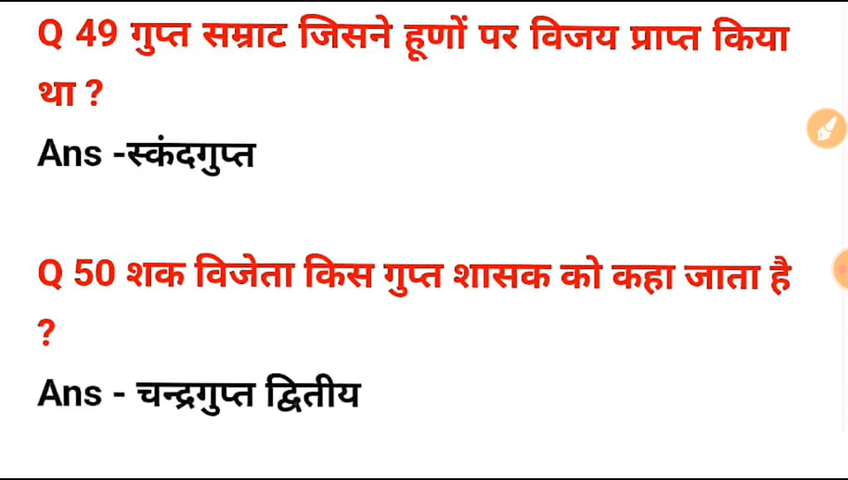 Q 49 गुप्त सम्राट जिसने हूणों पर विजय प्राप्त किया
था ?
Ans -स्कंदगुप्त
Q 50 शक विजेता किस गुप्त शासक को कहा जाता है
?
Ans - चन्द्रगुप्त द्वितीय